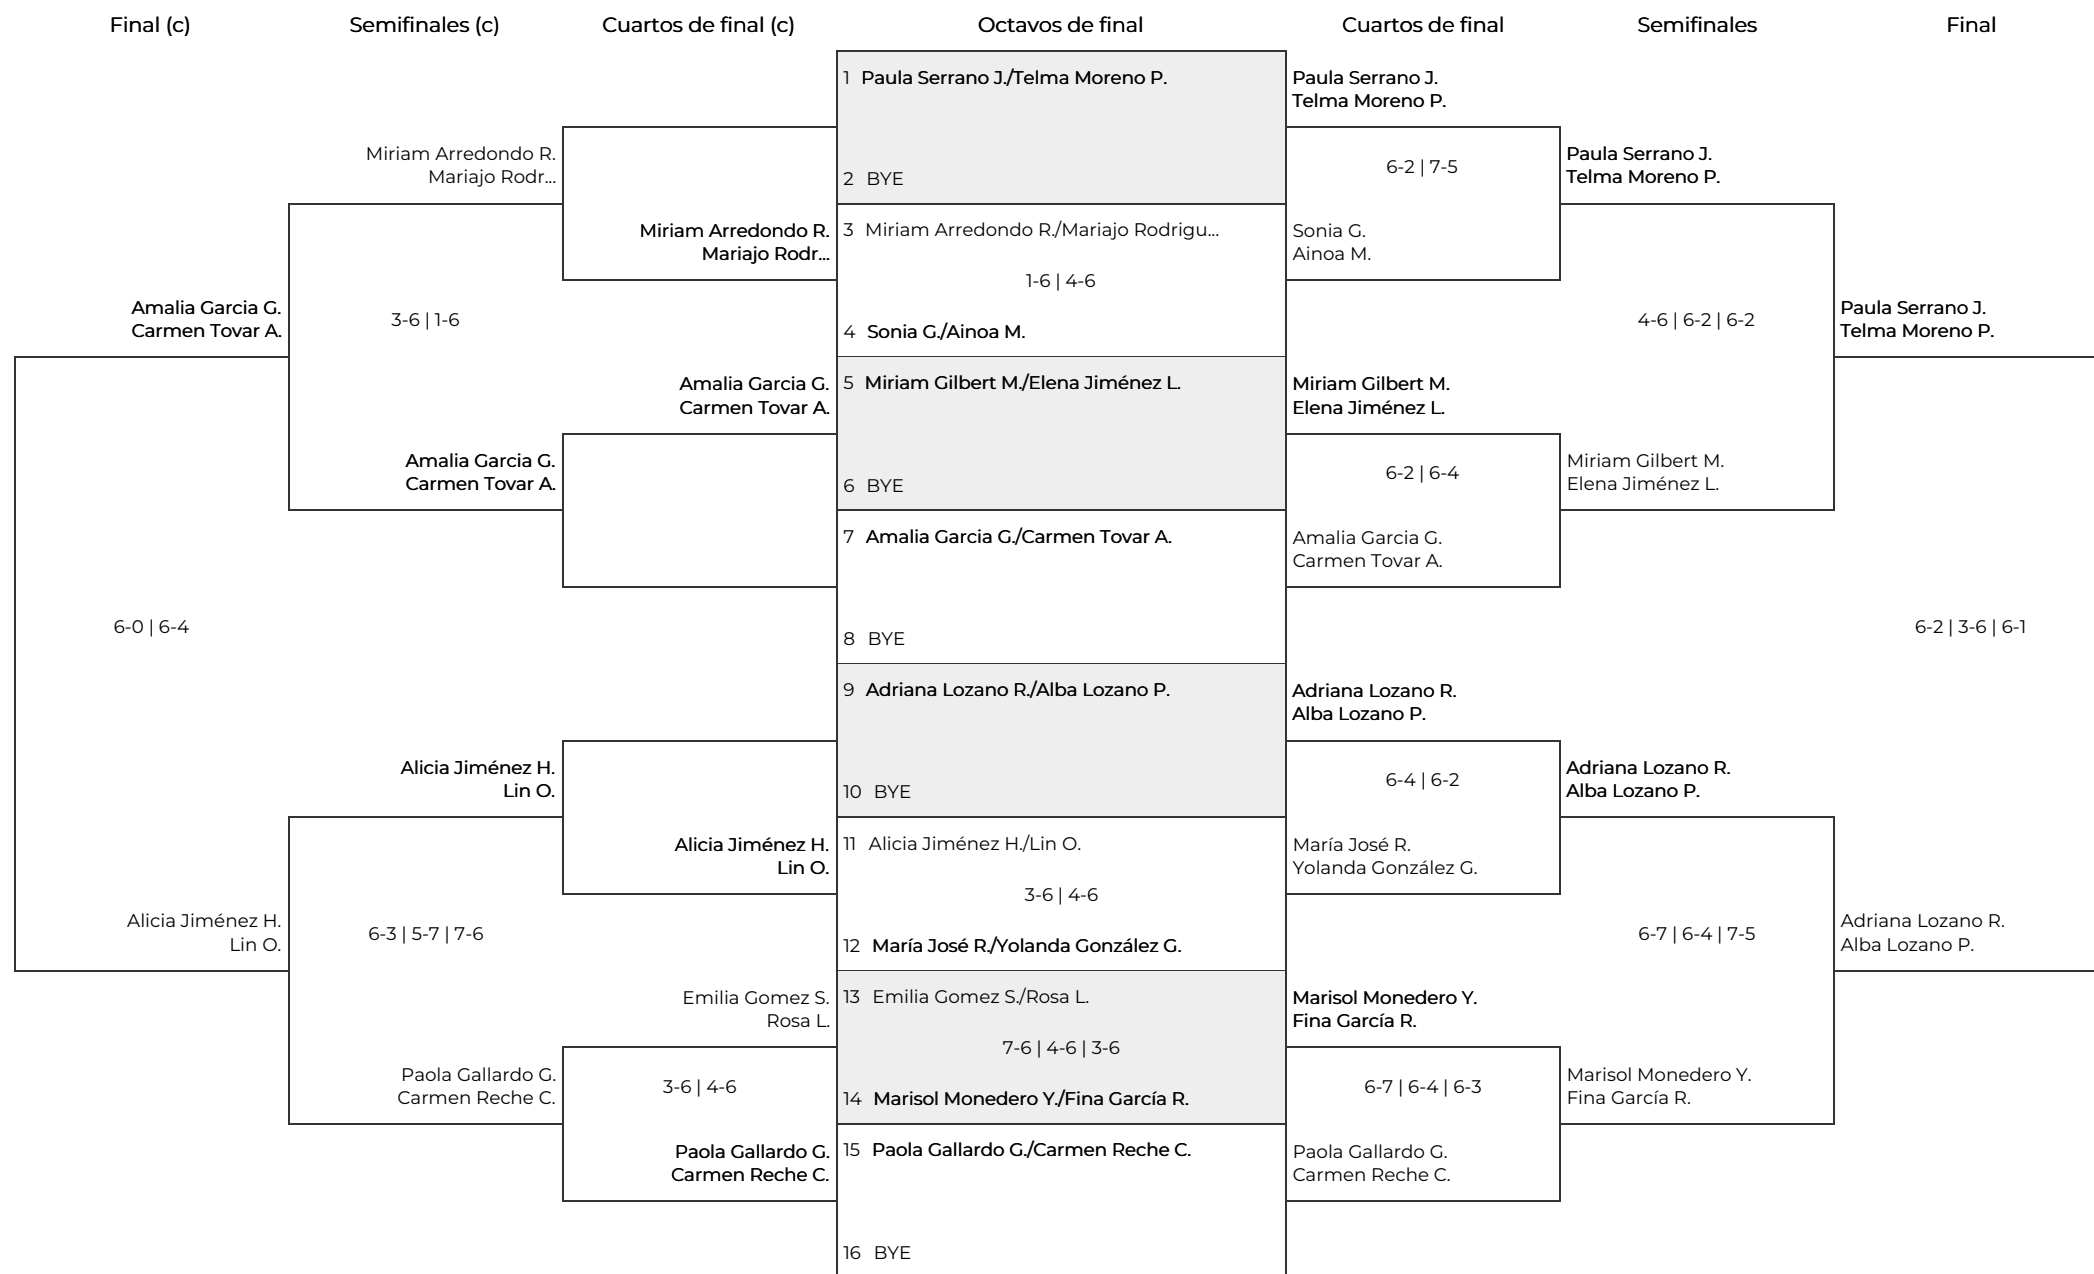 Final (c)
Semifinales (c)
Cuartos de final (c)
Octavos de final
Cuartos de final
Semifinales
Final
Amalia Garcia G.
Carmen Tovar A.
6-0 | 6-4
Alicia Jiménez H.
Lin O.
Miriam Arredondo R.
Mariajo Rodr...
3-6 | 1-6
Amalia Garcia G.
Carmen Tovar A.
Alicia Jiménez H.
Lin O.
6-3 | 5-7 | 7-6
Paola Gallardo G.
Carmen Reche C.
Miriam Arredondo R.
Mariajo Rodr...
Amalia Garcia G.
Carmen Tovar A.
Alicia Jiménez H.
Lin O.
Emilia Gomez S.
Rosa L.
3-6 | 4-6
Paola Gallardo G.
Carmen Reche C.
1 Paula Serrano J./Telma Moreno P.
2 BYE
3 Miriam Arredondo R./Mariajo Rodrigu...
1-6 | 4-6
4 Sonia G./Ainoa M.
5 Miriam Gilbert M./Elena Jiménez L.
6 BYE
7 Amalia Garcia G./Carmen Tovar A.
8 BYE
9 Adriana Lozano R./Alba Lozano P.
10 BYE
11 Alicia Jiménez H./Lin O.
3-6 | 4-6
12 María José R./Yolanda González G.
13 Emilia Gomez S./Rosa L.
7-6 | 4-6 | 3-6
14 Marisol Monedero Y./Fina García R.
15 Paola Gallardo G./Carmen Reche C.
16 BYE
Paula Serrano J.
Telma Moreno P.
6-2 | 7-5
Sonia G.
Ainoa M.
Miriam Gilbert M.
Elena Jiménez L.
6-2 | 6-4
Amalia Garcia G.
Carmen Tovar A.
Adriana Lozano R.
Alba Lozano P.
6-4 | 6-2
María José R.
Yolanda González G.
Marisol Monedero Y.
Fina García R.
6-7 | 6-4 | 6-3
Paola Gallardo G.
Carmen Reche C.
Paula Serrano J.
Telma Moreno P.
4-6 | 6-2 | 6-2
Miriam Gilbert M.
Elena Jiménez L.
Adriana Lozano R.
Alba Lozano P.
6-7 | 6-4 | 7-5
Marisol Monedero Y.
Fina García R.
Paula Serrano J.
Telma Moreno P.
6-2 | 3-6 | 6-1
Adriana Lozano R.
Alba Lozano P.